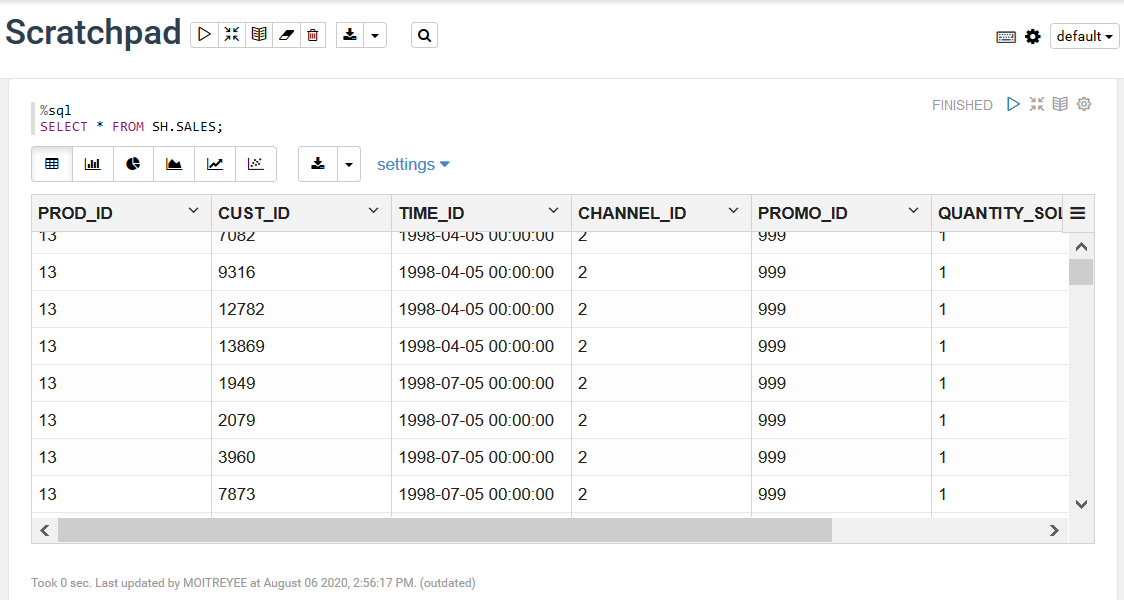 Scratchpad
default
%sql
SELECT * FROM SH.SALES;
FINISHED
settings
PROD_ID CUST_ID TIME_ID CHANNEL_ID PROMO_ID QUANTITY_SOL
13 7082 1998-04-05 00:00:00 2 999 1
13 9316 1998-04-05 00:00:00 2 999 1
13 12782 1998-04-05 00:00:00 2 999 1
13 13869 1998-04-05 00:00:00 2 999 1
13 1949 1998-07-05 00:00:00 2 999 1
13 2079 1998-07-05 00:00:00 2 999 1
13 3960 1998-07-05 00:00:00 2 999 1
13 7873 1998-07-05 00:00:00 2 999 1
Took 0 sec. Last updated by MOITREYEE at August 06 2020, 2:56:17 PM. (outdated)